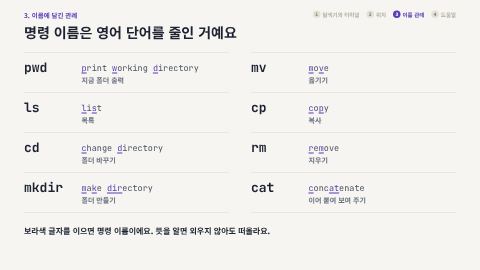 3. 이름에 담긴 관례
1 탐색기와 터미널 2 위치 3 이름 관례 4 도움말
명령 이름은 영어 단어를 줄인 거예요
pwd print working directory
지금 폴더 출력
mv move
옮기기
ls list
목록
cp copy
복사
cd change directory
폴더 바꾸기
rm remove
지우기
mkdir make directory
폴더 만들기
cat concatenate
이어 붙여 보여 주기
보라색 글자를 이으면 명령 이름이에요. 뜻을 알면 외우지 않아도 떠올라요.